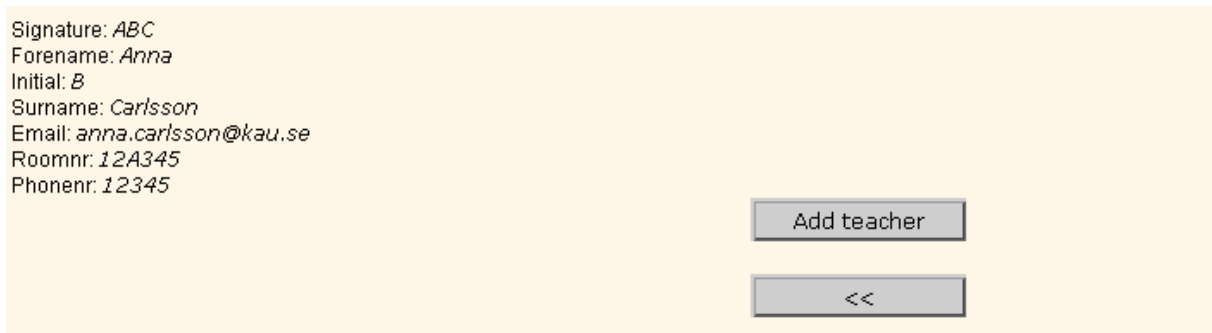 Signature: ABC
Forename: Anna
Initial: B
Surname: Carlsson
Email: anna.carlsson@kau.se
Roomnr: 12A345
Phonenr: 12345
Add teacher
<<